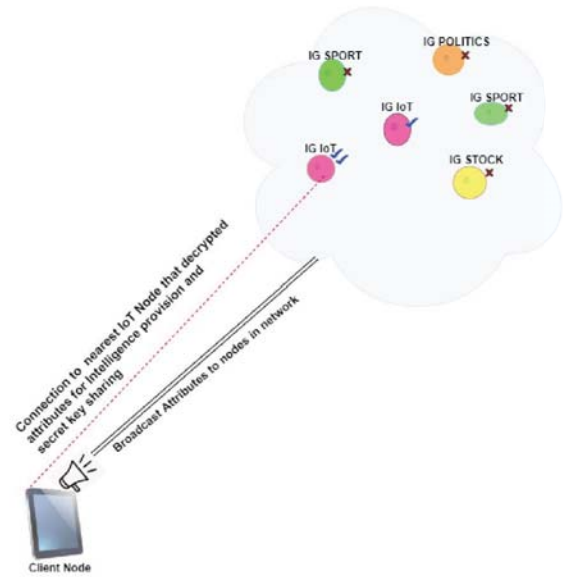 IG POLITICS
IG SPORT
IG SPORT
IG IoT
IG IoT
IG STOCK
Connection to nearest IoT Node that decrypted
attributes for Intelligence provision and
secret key sharing
Broadcast Attributes to nodes in network
Client Node